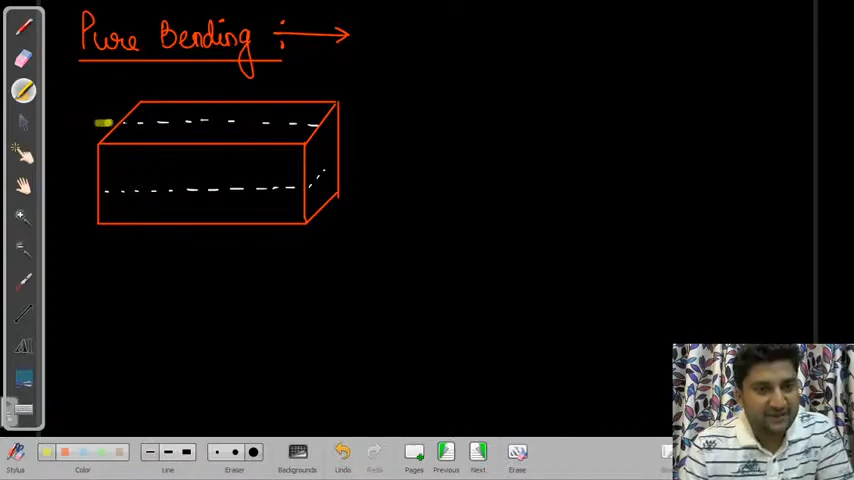 Pure Bending :
Stylus
Color
Line
Eraser
Backgrounds
Undo
Redo
Pages
Previous
Next
Erase